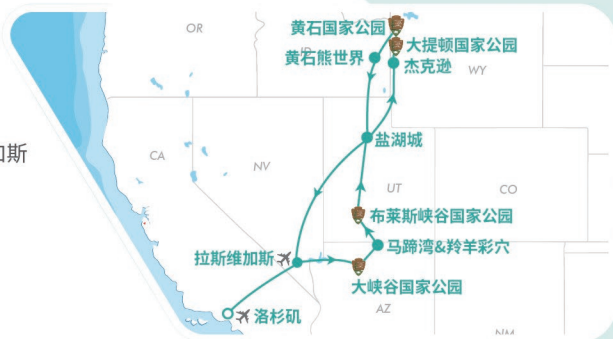 黄石国家公园
OR
ID
大提顿国家公园
黄石熊世界
杰克逊
WY
盐湖城
加斯
CA
NV
UT
CO
布莱斯峡谷国家公园
马蹄湾&羚羊彩穴
拉斯维加斯
大峡谷国家公园
洛杉矶
AZ
NM